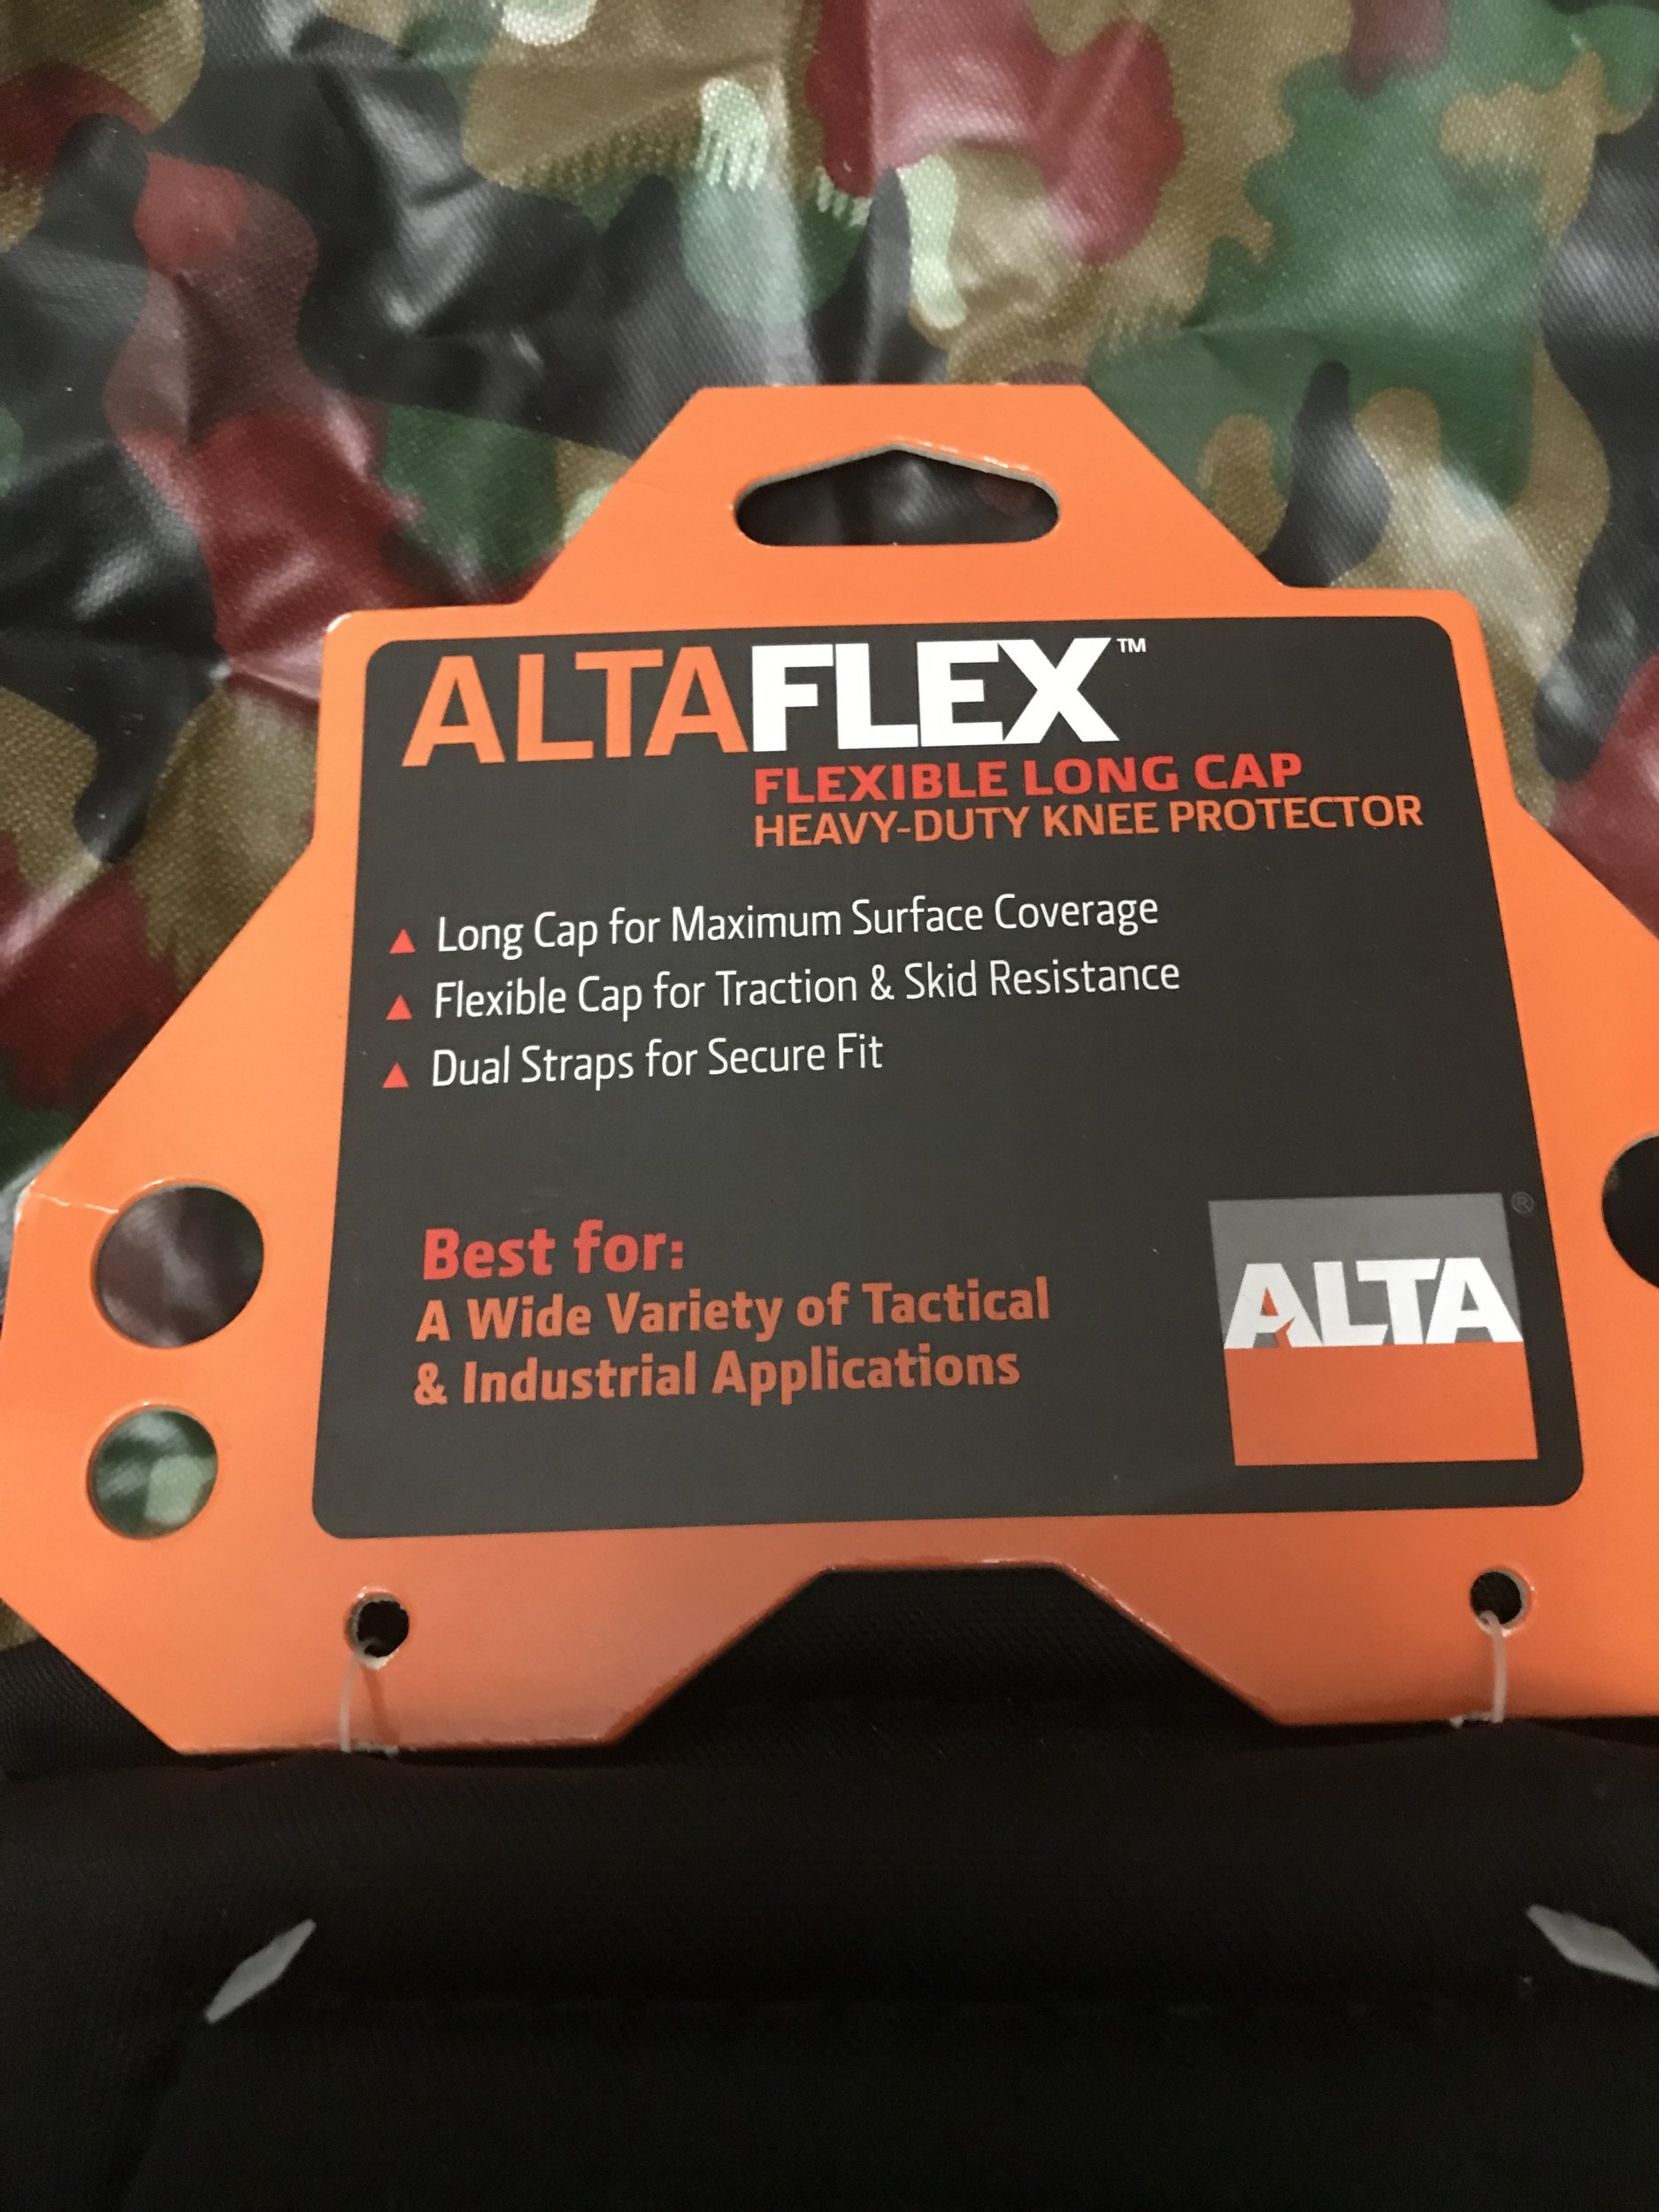 ALTAFLEX™
FLEXIBLE LONG CAP
HEAVY-DUTY KNEE PROTECTOR
▲ Long Cap for Maximum Surface Coverage
▲ Flexible Cap for Traction & Skid Resistance
▲ Dual Straps for Secure Fit
Best for:
A Wide Variety of Tactical
& Industrial Applications
ALTA®